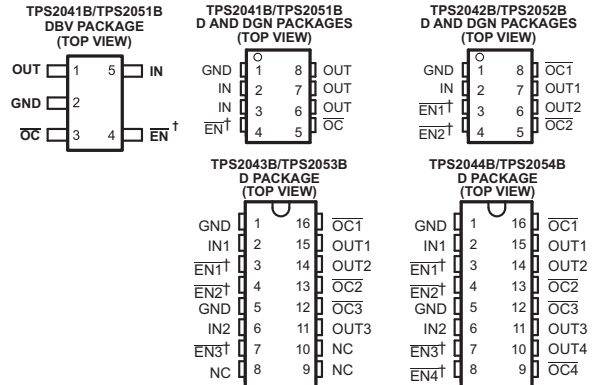 TPS2041B/TPS2051B
DBV PACKAGE
(TOP VIEW)
OUT 1 5 IN
GND 2
OC 3 4 EN†
TPS2041B/TPS2051B
D AND DGN PACKAGES
(TOP VIEW)
GND 1 8 OUT
IN 2 7 OUT
IN 3 6 OUT
EN† 4 5 OC
TPS2042B/TPS2052B
D AND DGN PACKAGES
(TOP VIEW)
GND 1 8 OC1
IN 2 7 OUT1
EN1† 3 6 OUT2
EN2† 4 5 OC2
TPS2043B/TPS2053B
D PACKAGE
(TOP VIEW)
GND 1 16 OC1
IN1 2 15 OUT1
EN1† 3 14 OUT2
EN2† 4 13 OC2
GND 5 12 OC3
IN2 6 11 OUT3
EN3† 7 10 NC
NC 8 9 NC
TPS2044B/TPS2054B
D PACKAGE
(TOP VIEW)
GND 1 16 OC1
IN1 2 15 OUT1
EN1† 3 14 OUT2
EN2† 4 13 OC2
GND 5 12 OC3
IN2 6 11 OUT3
EN3† 7 10 OUT4
EN4† 8 9 OC4